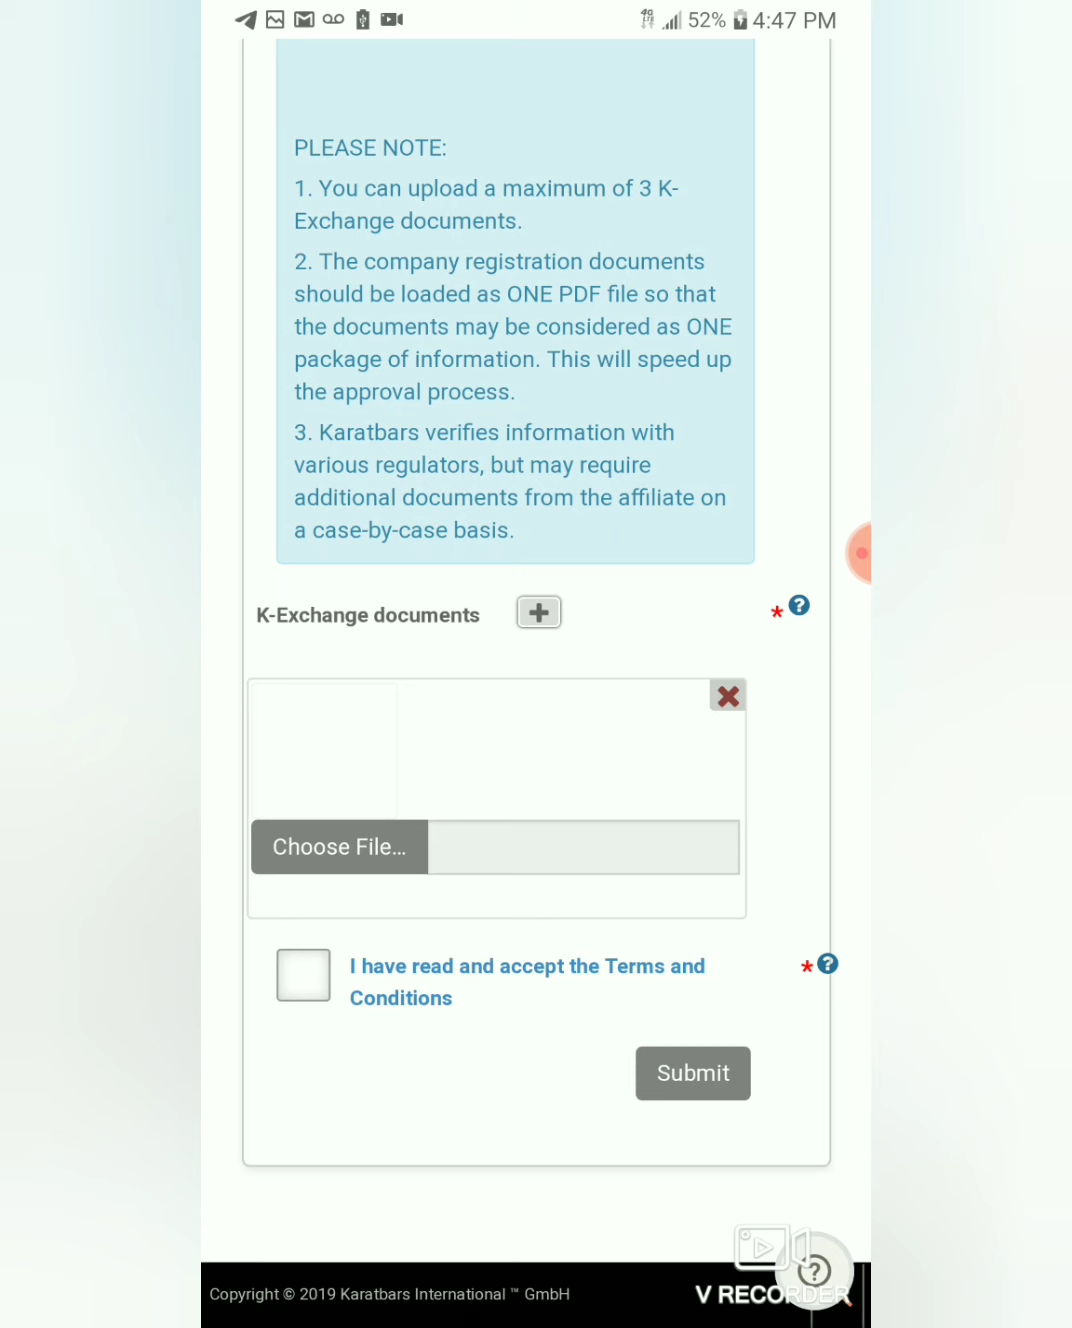 4G LTE 52% 4:47 PM
PLEASE NOTE:
1. You can upload a maximum of 3 K-
Exchange documents.
2. The company registration documents
should be loaded as ONE PDF file so that
the documents may be considered as ONE
package of information. This will speed up
the approval process.
3. Karatbars verifies information with
various regulators, but may require
additional documents from the affiliate on
a case-by-case basis.
K-Exchange documents + * ?
Choose File...
I have read and accept the Terms and * ?
Conditions
Submit
Copyright © 2019 Karatbars International ™ GmbH
V RECORDER
?